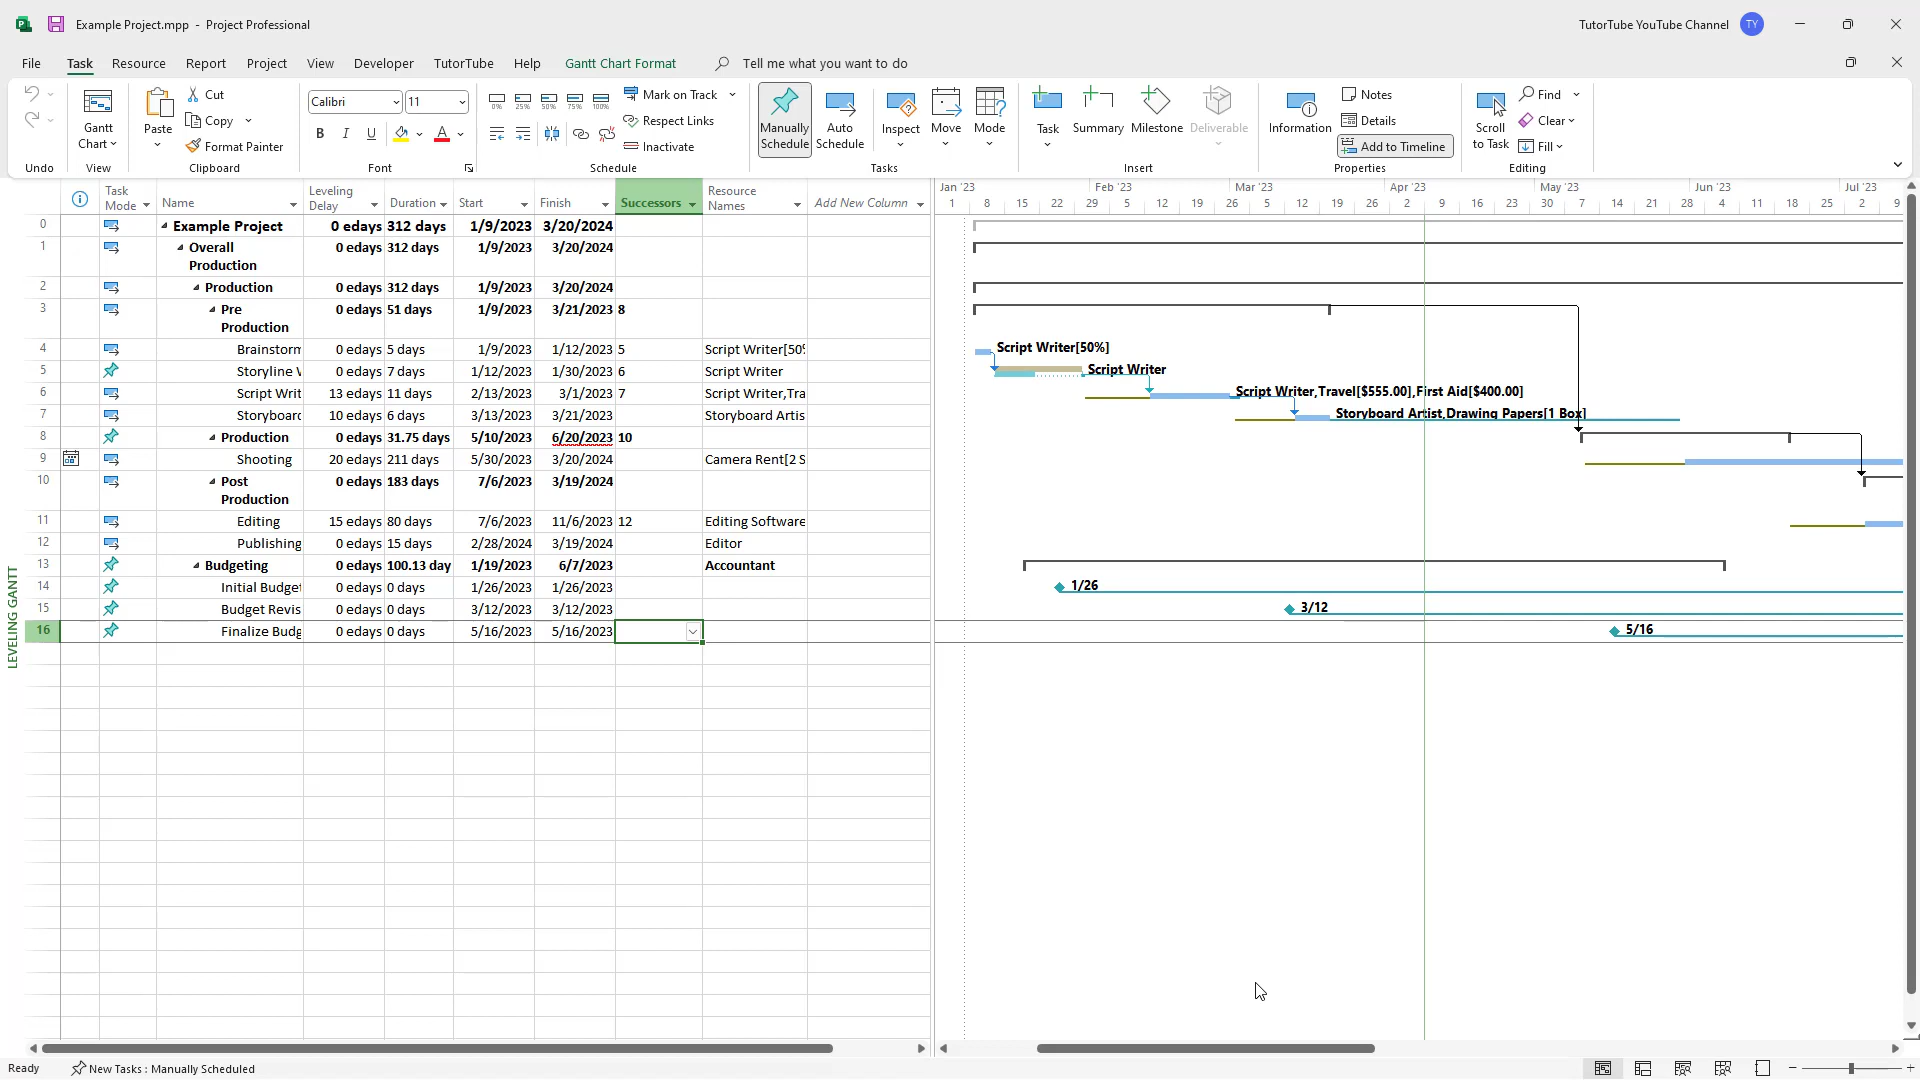 Example Project.mpp - Project Professional
TutorTube YouTube Channel TY
File Task Resource Report Project View Developer TutorTube Help Gantt Chart Format Tell me what you want to do
Gantt Chart
Paste
Cut
Copy
Format Painter
Calibri 11
B I U A
0% 25% 50% 75% 100%
Mark on Track
Respect Links
Inactivate
Manually Schedule
Auto Schedule
Inspect
Move
Mode
Task
Summary
Milestone
Deliverable
Information
Notes
Details
Add to Timeline
Scroll to Task
Find
Clear
Fill
Undo View Clipboard Font Schedule Tasks Insert Properties Editing
Task Mode Name Leveling Delay Duration Start Finish Successors Resource Names Add New Column
Jan '23 Feb '23 Mar '23 Apr '23 May '23 Jun '23 Jul '23
1 8 15 22 29 5 12 19 26 5 12 19 26 2 9 16 23 30 7 14 21 28 4 11 18 25 2 9
0 Example Project 0 edays 312 days 1/9/2023 3/20/2024
1 Overall Production 0 edays 312 days 1/9/2023 3/20/2024
2 Production 0 edays 312 days 1/9/2023 3/20/2024
3 Pre Production 0 edays 51 days 1/9/2023 3/21/2023 8
4 Brainstorm 0 edays 5 days 1/9/2023 1/12/2023 5 Script Writer[50%
5 Storyline 0 edays 7 days 1/12/2023 1/30/2023 6 Script Writer
6 Script Writ 13 edays 11 days 2/13/2023 3/1/2023 7 Script Writer,Tra
7 Storyboard 10 edays 6 days 3/13/2023 3/21/2023 Storyboard Artis
8 Production 0 edays 31.75 days 5/10/2023 6/20/2023 10
9 Shooting 20 edays 211 days 5/30/2023 3/20/2024 Camera Rent[2 S
10 Post Production 0 edays 183 days 7/6/2023 3/19/2024
11 Editing 15 edays 80 days 7/6/2023 11/6/2023 12 Editing Software
12 Publishing 0 edays 15 days 2/28/2024 3/19/2024 Editor
13 Budgeting 0 edays 100.13 day 1/19/2023 6/7/2023 Accountant
14 Initial Budget 0 edays 0 days 1/26/2023 1/26/2023
15 Budget Revis 0 edays 0 days 3/12/2023 3/12/2023
16 Finalize Budg 0 edays 0 days 5/16/2023 5/16/2023
Script Writer[50%]
Script Writer
Script Writer,Travel[$555.00],First Aid[$400.00]
Storyboard Artist,Drawing Papers[1 Box]
1/26
3/12
5/16
LEVELING GANTT
Ready New Tasks : Manually Scheduled